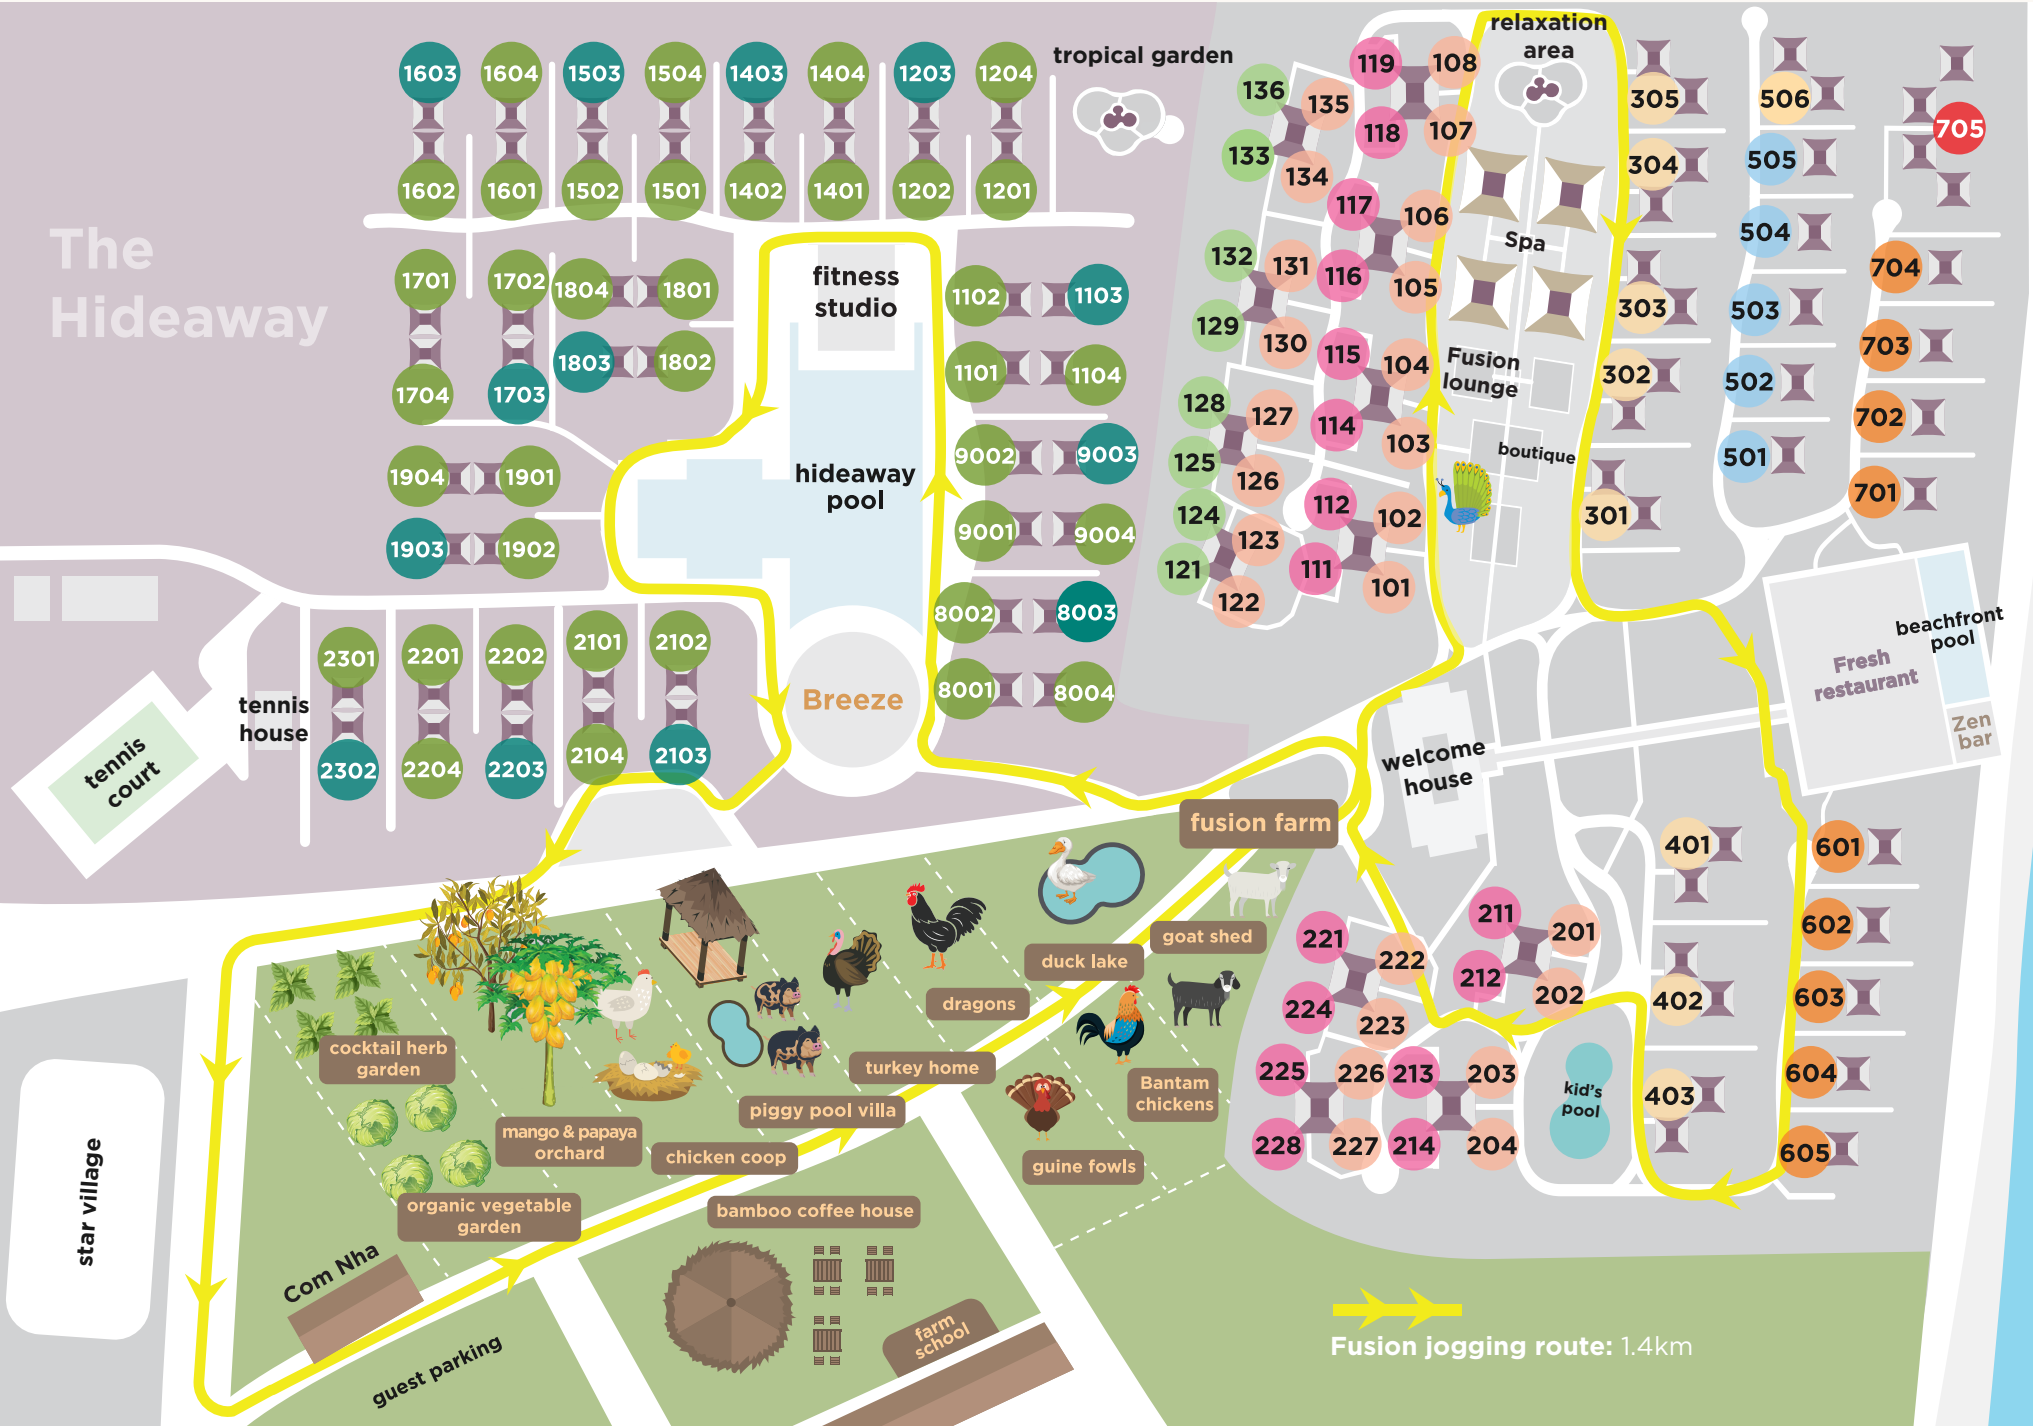 The
Hideaway
1603
1604
1503
1504
1403
1404
1203
1204
1602
1601
1502
1501
1402
1401
1202
1201
tropical garden
1701
1702
1804
1801
1803
1802
1704
1703
1904
1901
1903
1902
fitness
studio
hideaway
pool
1102
1103
1101
1104
9002
9003
9001
9004
8002
8003
8001
8004
Breeze
2301
2201
2202
2101
2102
2302
2204
2203
2104
2103
tennis
house
tennis
court
119
108
118
107
136
135
133
134
117
106
116
105
132
131
129
130
115
104
114
103
128
127
125
126
112
102
111
101
124
123
121
122
relaxation
area
Spa
Fusion
lounge
boutique
305
304
303
302
301
506
505
504
503
502
501
705
704
703
702
701
beachfront
pool
Fresh
restaurant
Zen
bar
welcome
house
fusion farm
goat shed
duck lake
dragons
turkey home
piggy pool villa
chicken coop
mango & papaya
orchard
cocktail herb
garden
organic vegetable
garden
Bantam
chickens
guine fowls
bamboo coffee house
farm
school
Com Nha
guest parking
star village
221
222
224
223
211
201
212
202
225
226
213
203
228
227
214
204
kid's
pool
401
402
403
601
602
603
604
605
Fusion jogging route: 1.4km